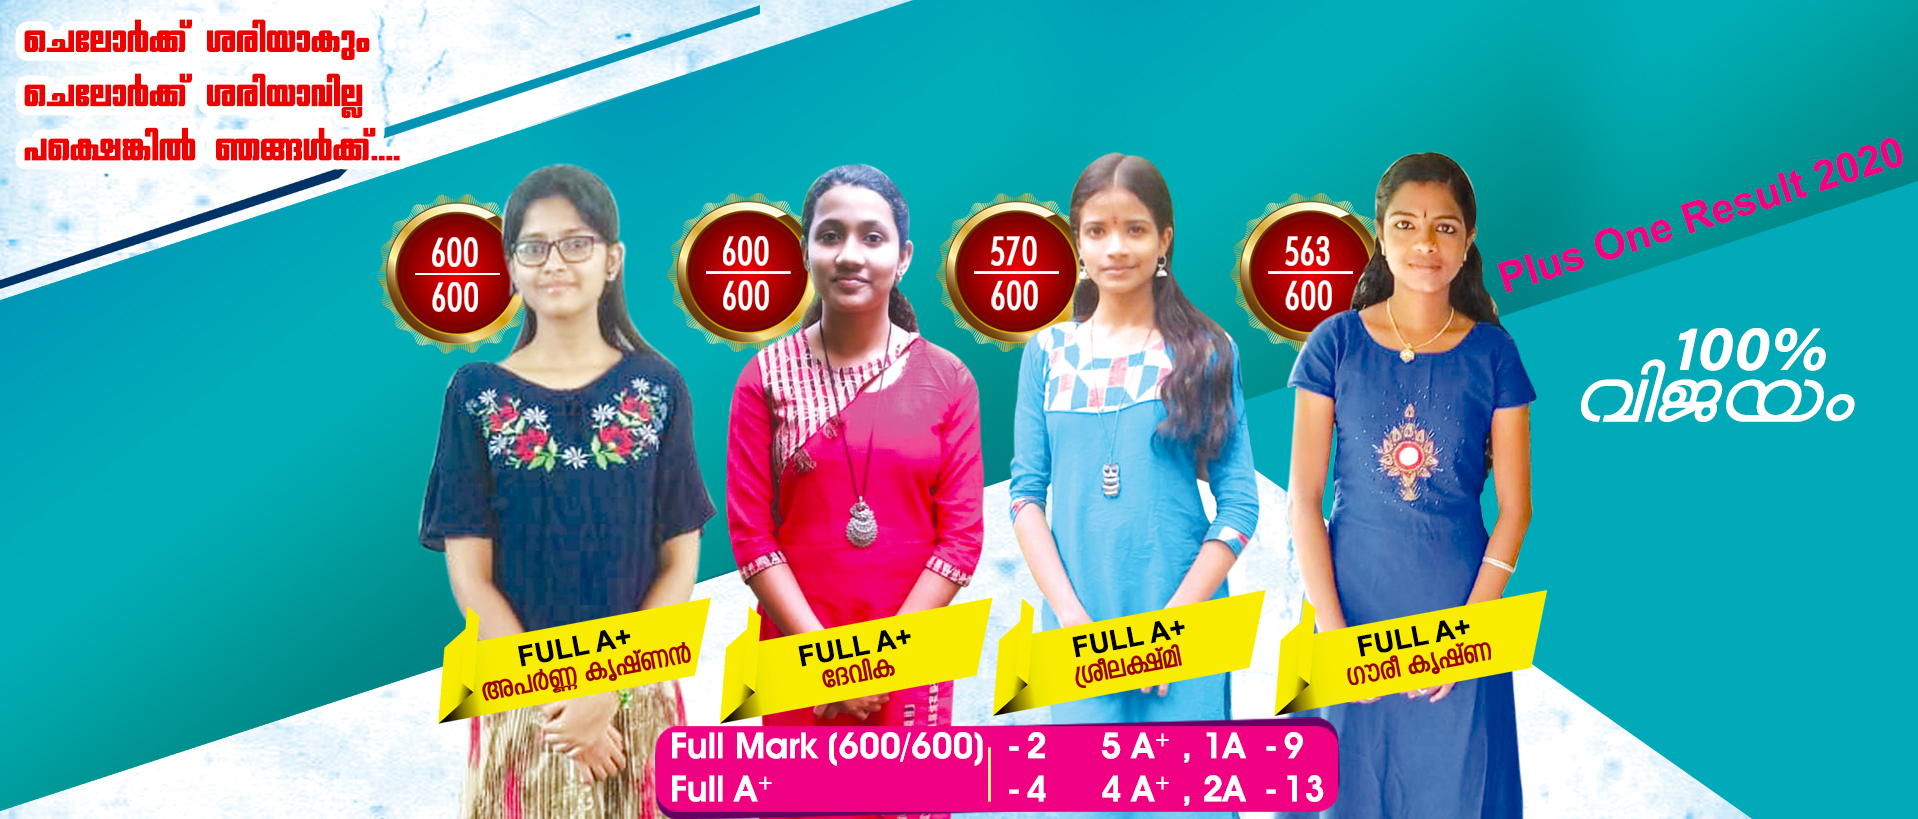 ചെലോർക്ക് ശരിയാകും
ചെലോർക്ക് ശരിയാവില്ല
പക്ഷെങ്കിൽ ഞങ്ങൾക്ക്....
Plus One Result 2020
600
600
600
600
570
600
563
600
100%
വിജയം
FULL A+
അപർണ്ണ കൃഷ്ണൻ
FULL A+
ദേവിക
FULL A+
ശ്രീലക്ഷ്മി
FULL A+
ഗൗരീ കൃഷ്ണ
Full Mark (600/600) - 2 5 A+ , 1A - 9
Full A+ - 4 4 A+ , 2A - 13